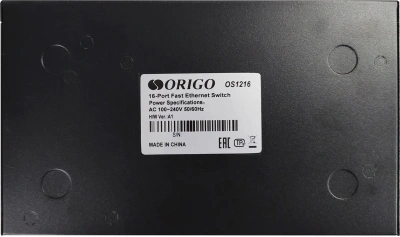 ORIGO OS1216
16-Port Fast Ethernet Switch
Power Specifications:
AC 100~240V 50/60Hz
HW Ver: A1
S/N
MADE IN CHINA EAC